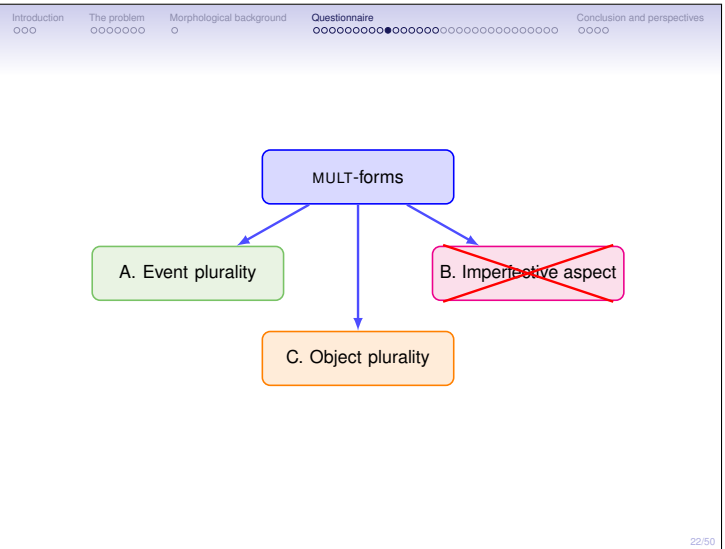 Introduction The problem Morphological background Questionnaire Conclusion and perspectives
MULT-forms
A. Event plurality
B. Imperfective aspect
C. Object plurality
22/50